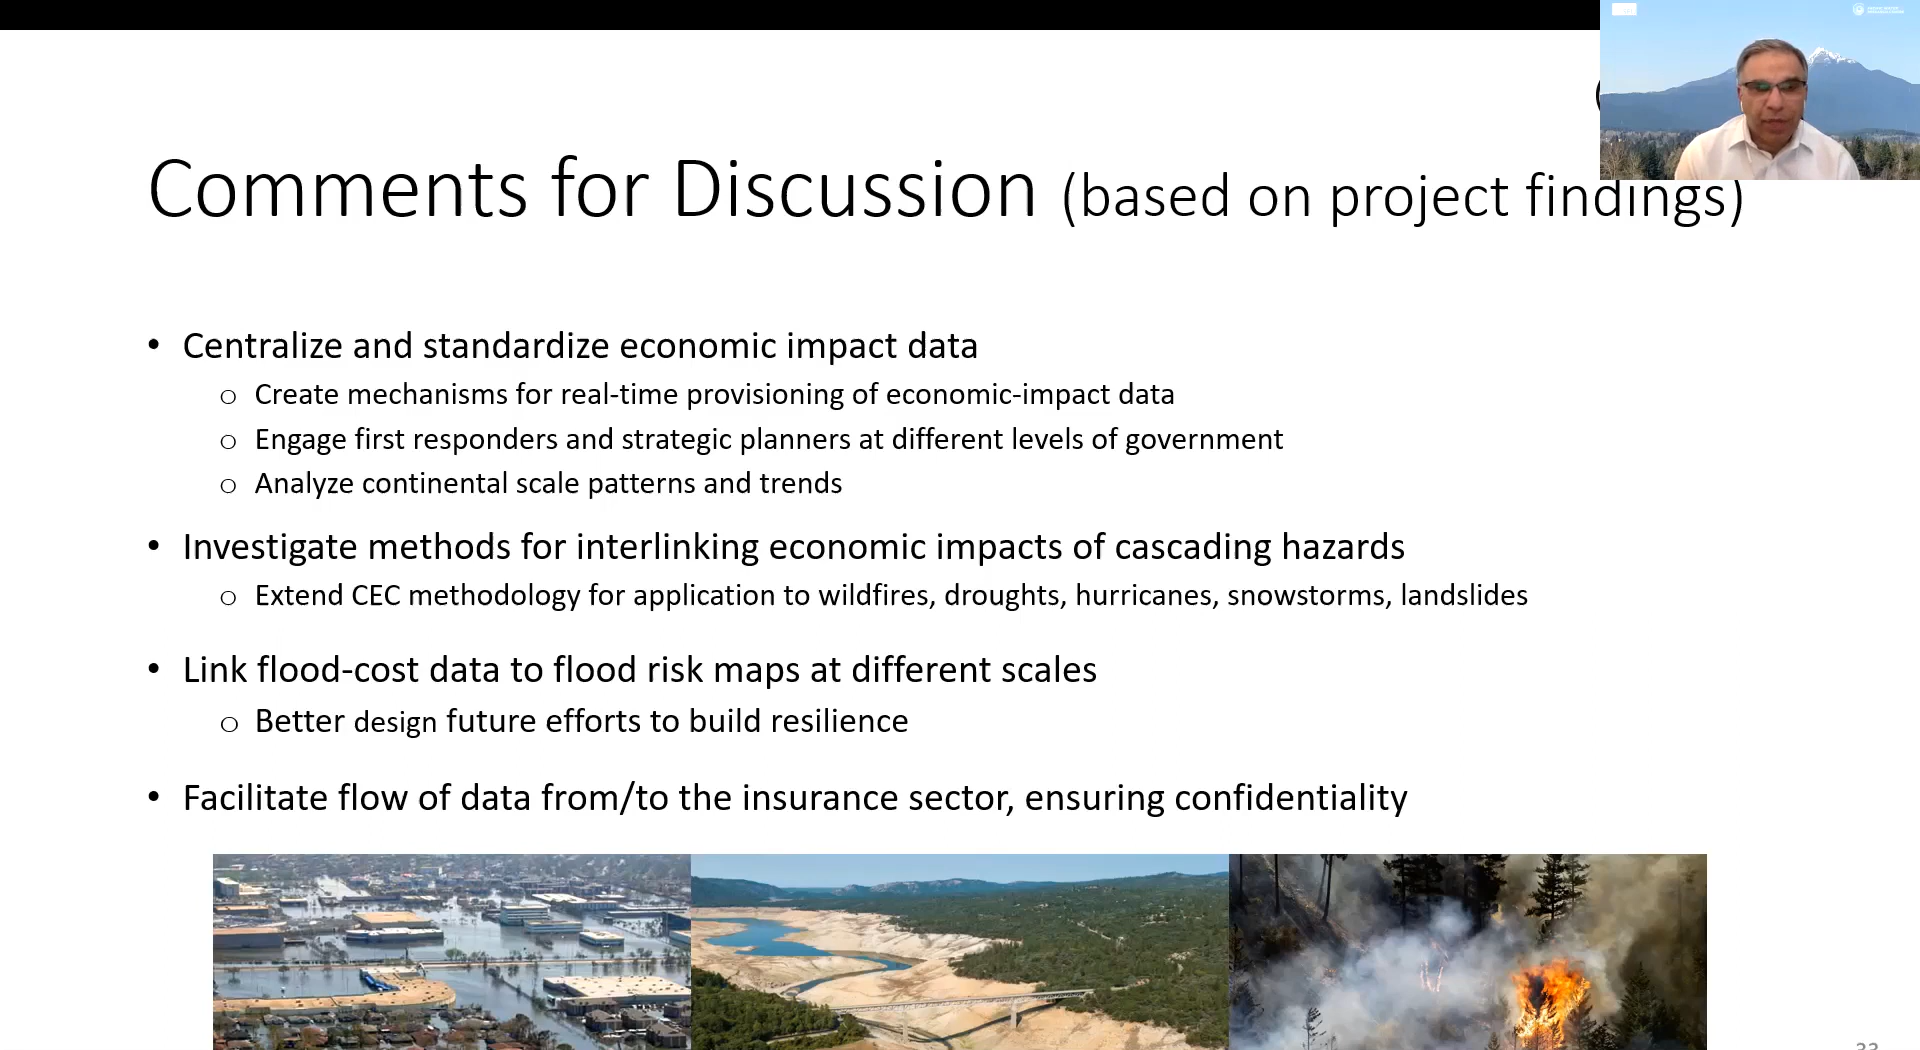 Comments for Discussion (based on project findings)
• Centralize and standardize economic impact data
o Create mechanisms for real-time provisioning of economic-impact data
o Engage first responders and strategic planners at different levels of government
o Analyze continental scale patterns and trends
• Investigate methods for interlinking economic impacts of cascading hazards
o Extend CEC methodology for application to wildfires, droughts, hurricanes, snowstorms, landslides
• Link flood-cost data to flood risk maps at different scales
o Better design future efforts to build resilience
• Facilitate flow of data from/to the insurance sector, ensuring confidentiality